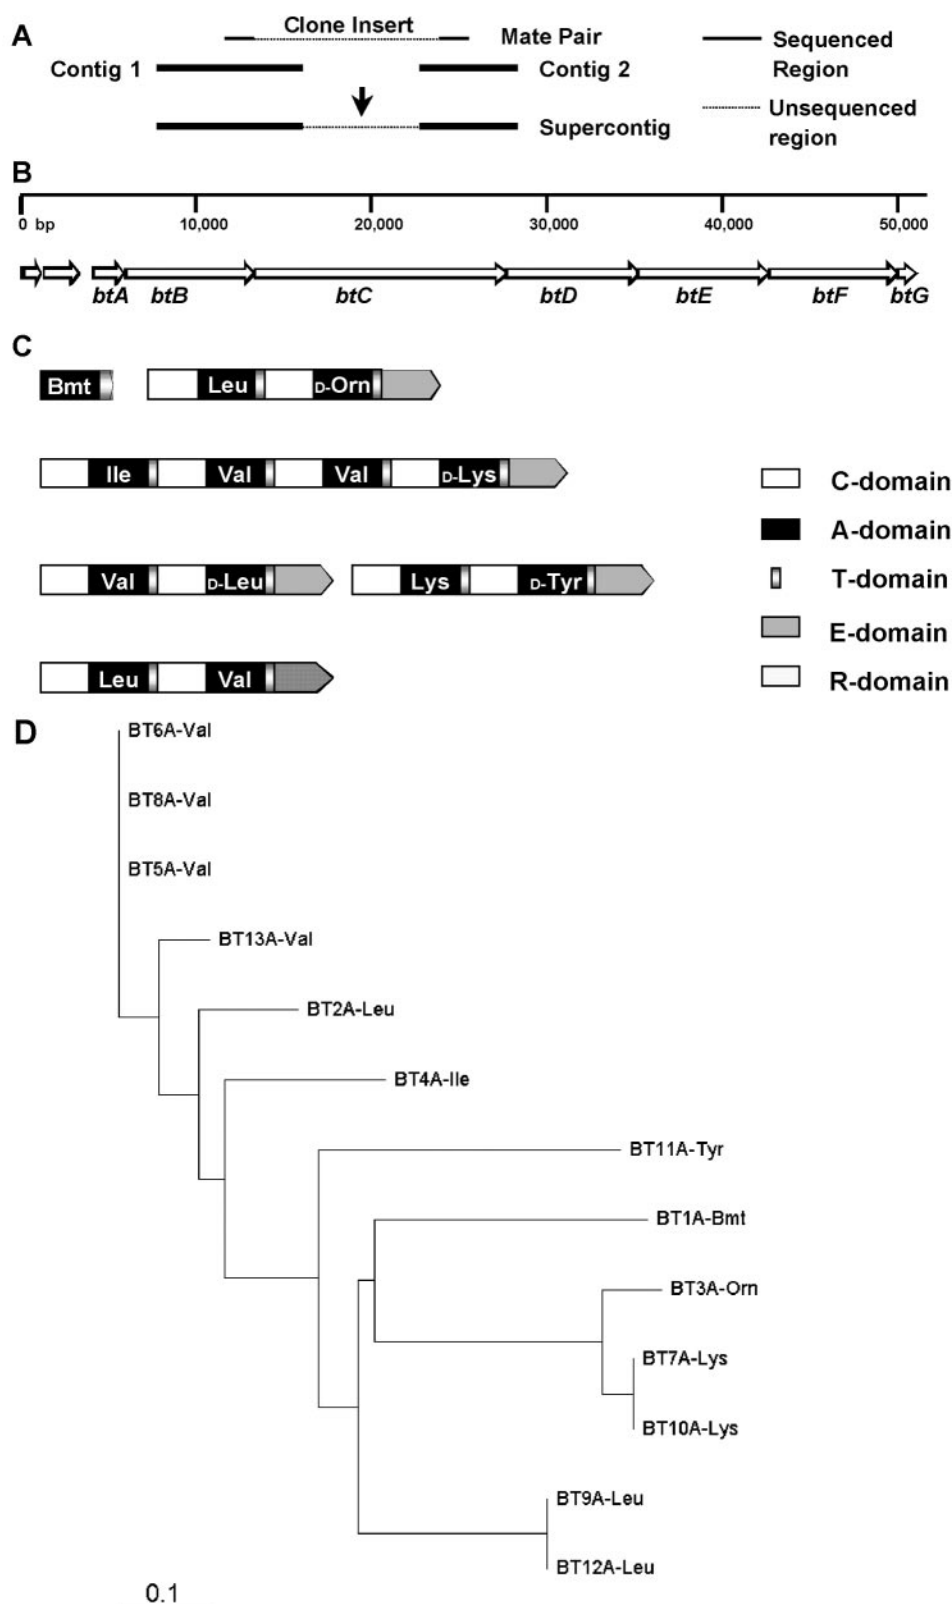 A
Clone Insert
Mate Pair
Contig 1
Contig 2
Supercontig
Sequenced
Region
Unsequenced
region
B
0 bp
10,000
20,000
30,000
40,000
50,000
btA
btB
btC
btD
btE
btF
btG
C
Bmt
Leu
D-Orn
Ile
Val
Val
D-Lys
Val
D-Leu
Lys
D-Tyr
Leu
Val
C-domain
A-domain
T-domain
E-domain
R-domain
D
BT6A-Val
BT8A-Val
BT5A-Val
BT13A-Val
BT2A-Leu
BT4A-Ile
BT11A-Tyr
BT1A-Bmt
BT3A-Orn
BT7A-Lys
BT10A-Lys
BT9A-Leu
BT12A-Leu
0.1